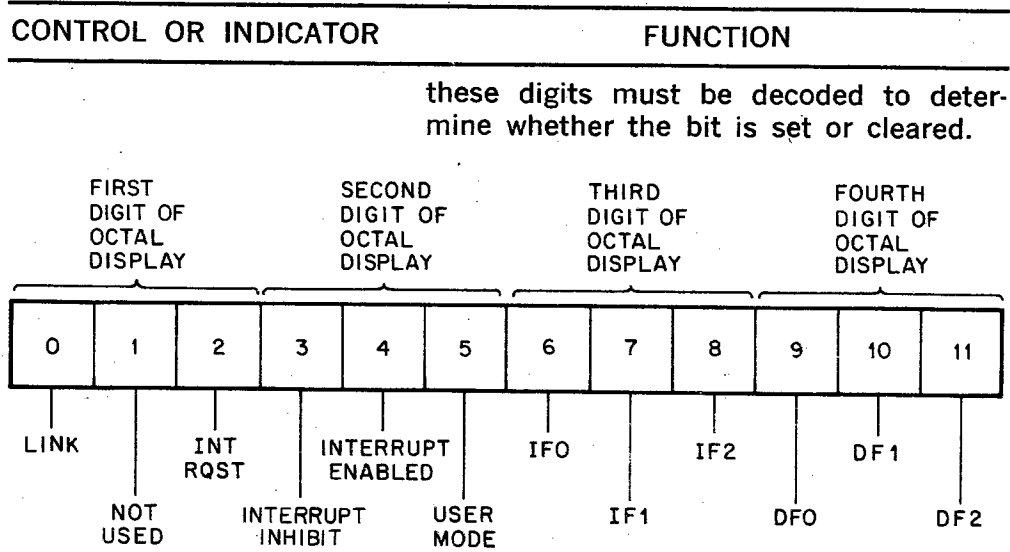 CONTROL OR INDICATOR FUNCTION
these digits must be decoded to deter-
mine whether the bit is set or cleared.
FIRST DIGIT OF OCTAL DISPLAY
SECOND DIGIT OF OCTAL DISPLAY
THIRD DIGIT OF OCTAL DISPLAY
FOURTH DIGIT OF OCTAL DISPLAY
0 1 2 3 4 5 6 7 8 9 10 11
LINK
NOT USED
INT RQST
INTERRUPT INHIBIT
INTERRUPT ENABLED
USER MODE
IF0
IF1
IF2
DF0
DF1
DF2